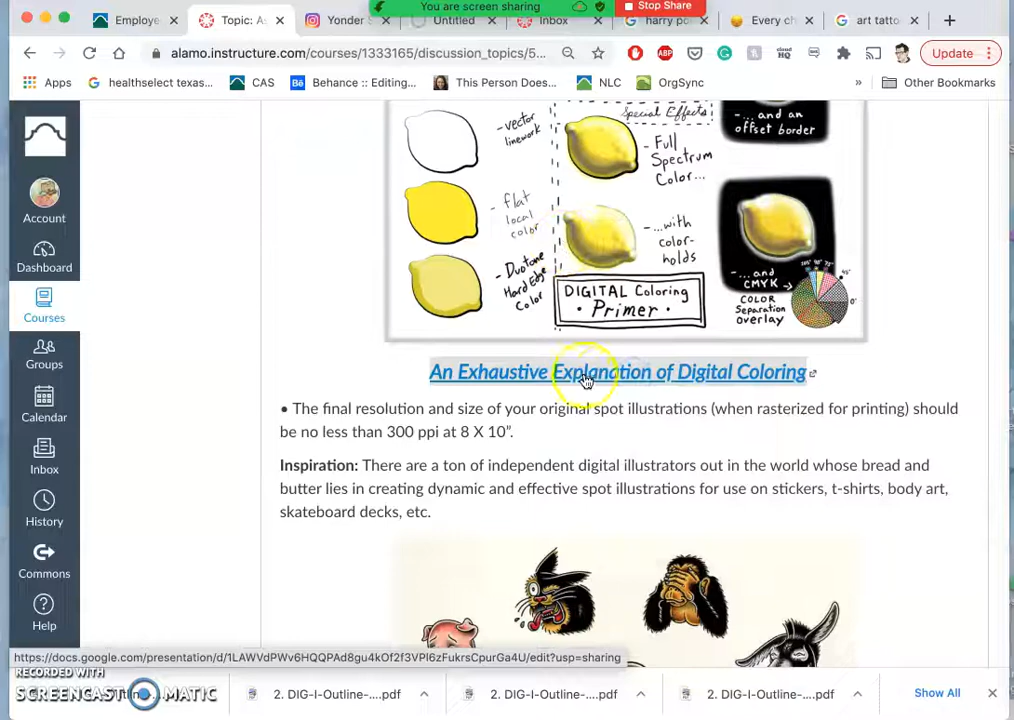 You are screen sharing
Stop Share
Employe
Topic: As
Yonder S
Untitled
Inbox
harry po
Every ch
art tatto
alamo.instructure.com/courses/1333165/discussion_topics/5...
Update
Apps
healthselect texas...
CAS
Behance :: Editing...
This Person Does...
NLC
OrgSync
»
Other Bookmarks
Account
Dashboard
Courses
Groups
Calendar
Inbox
History
Commons
Help
-vector
linework
- flat
local
color
- Duotone
Hard Edge
Color
Special Effects
- Full
Spectrum
Color...
-...with
color-
holds
DIGITAL Coloring
• Primer •
-... and an
offset border
-...and
CMYK →
COLOR
Separation
overlay
An Exhaustive Explanation of Digital Coloring
• The final resolution and size of your original spot illustrations (when rasterized for printing) should
be no less than 300 ppi at 8 X 10”.
Inspiration: There are a ton of independent digital illustrators out in the world whose bread and
butter lies in creating dynamic and effective spot illustrations for use on stickers, t-shirts, body art,
skateboard decks, etc.
https://docs.google.com/presentation/d/1LAWVdPWv6HQQPAd8gu4kOf2f3VPl6zFukrsCpurGa4U/edit?usp=sharing
RECORDED WITH
SCREENCAST MATIC
2. DIG-I-Outline-....pdf
2. DIG-I-Outline-....pdf
2. DIG-I-Outline-....pdf
Show All